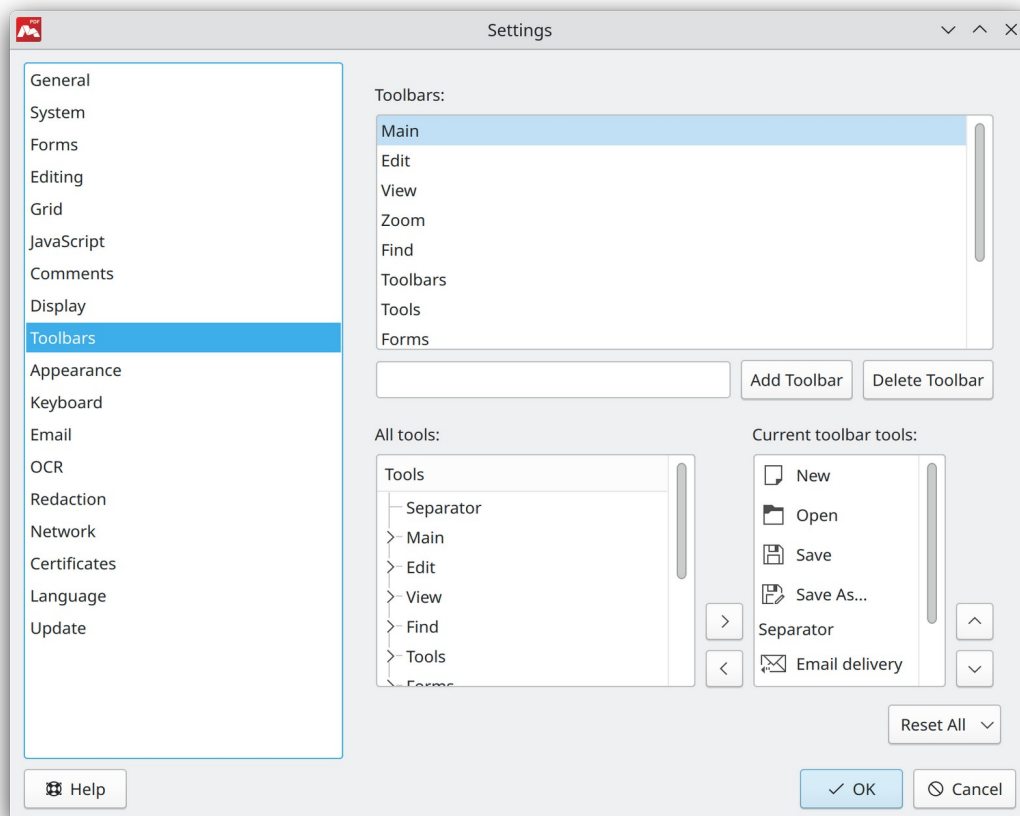 PDF
Settings
General
System
Forms
Editing
Grid
JavaScript
Comments
Display
Toolbars
Appearance
Keyboard
Email
OCR
Redaction
Network
Certificates
Language
Update
Toolbars:
Main
Edit
View
Zoom
Find
Toolbars
Tools
Forms
Add Toolbar
Delete Toolbar
All tools:
Tools
Separator
Main
Edit
View
Find
Tools
Forms
Current toolbar tools:
New
Open
Save
Save As...
Separator
Email delivery
Reset All
Help
OK
Cancel